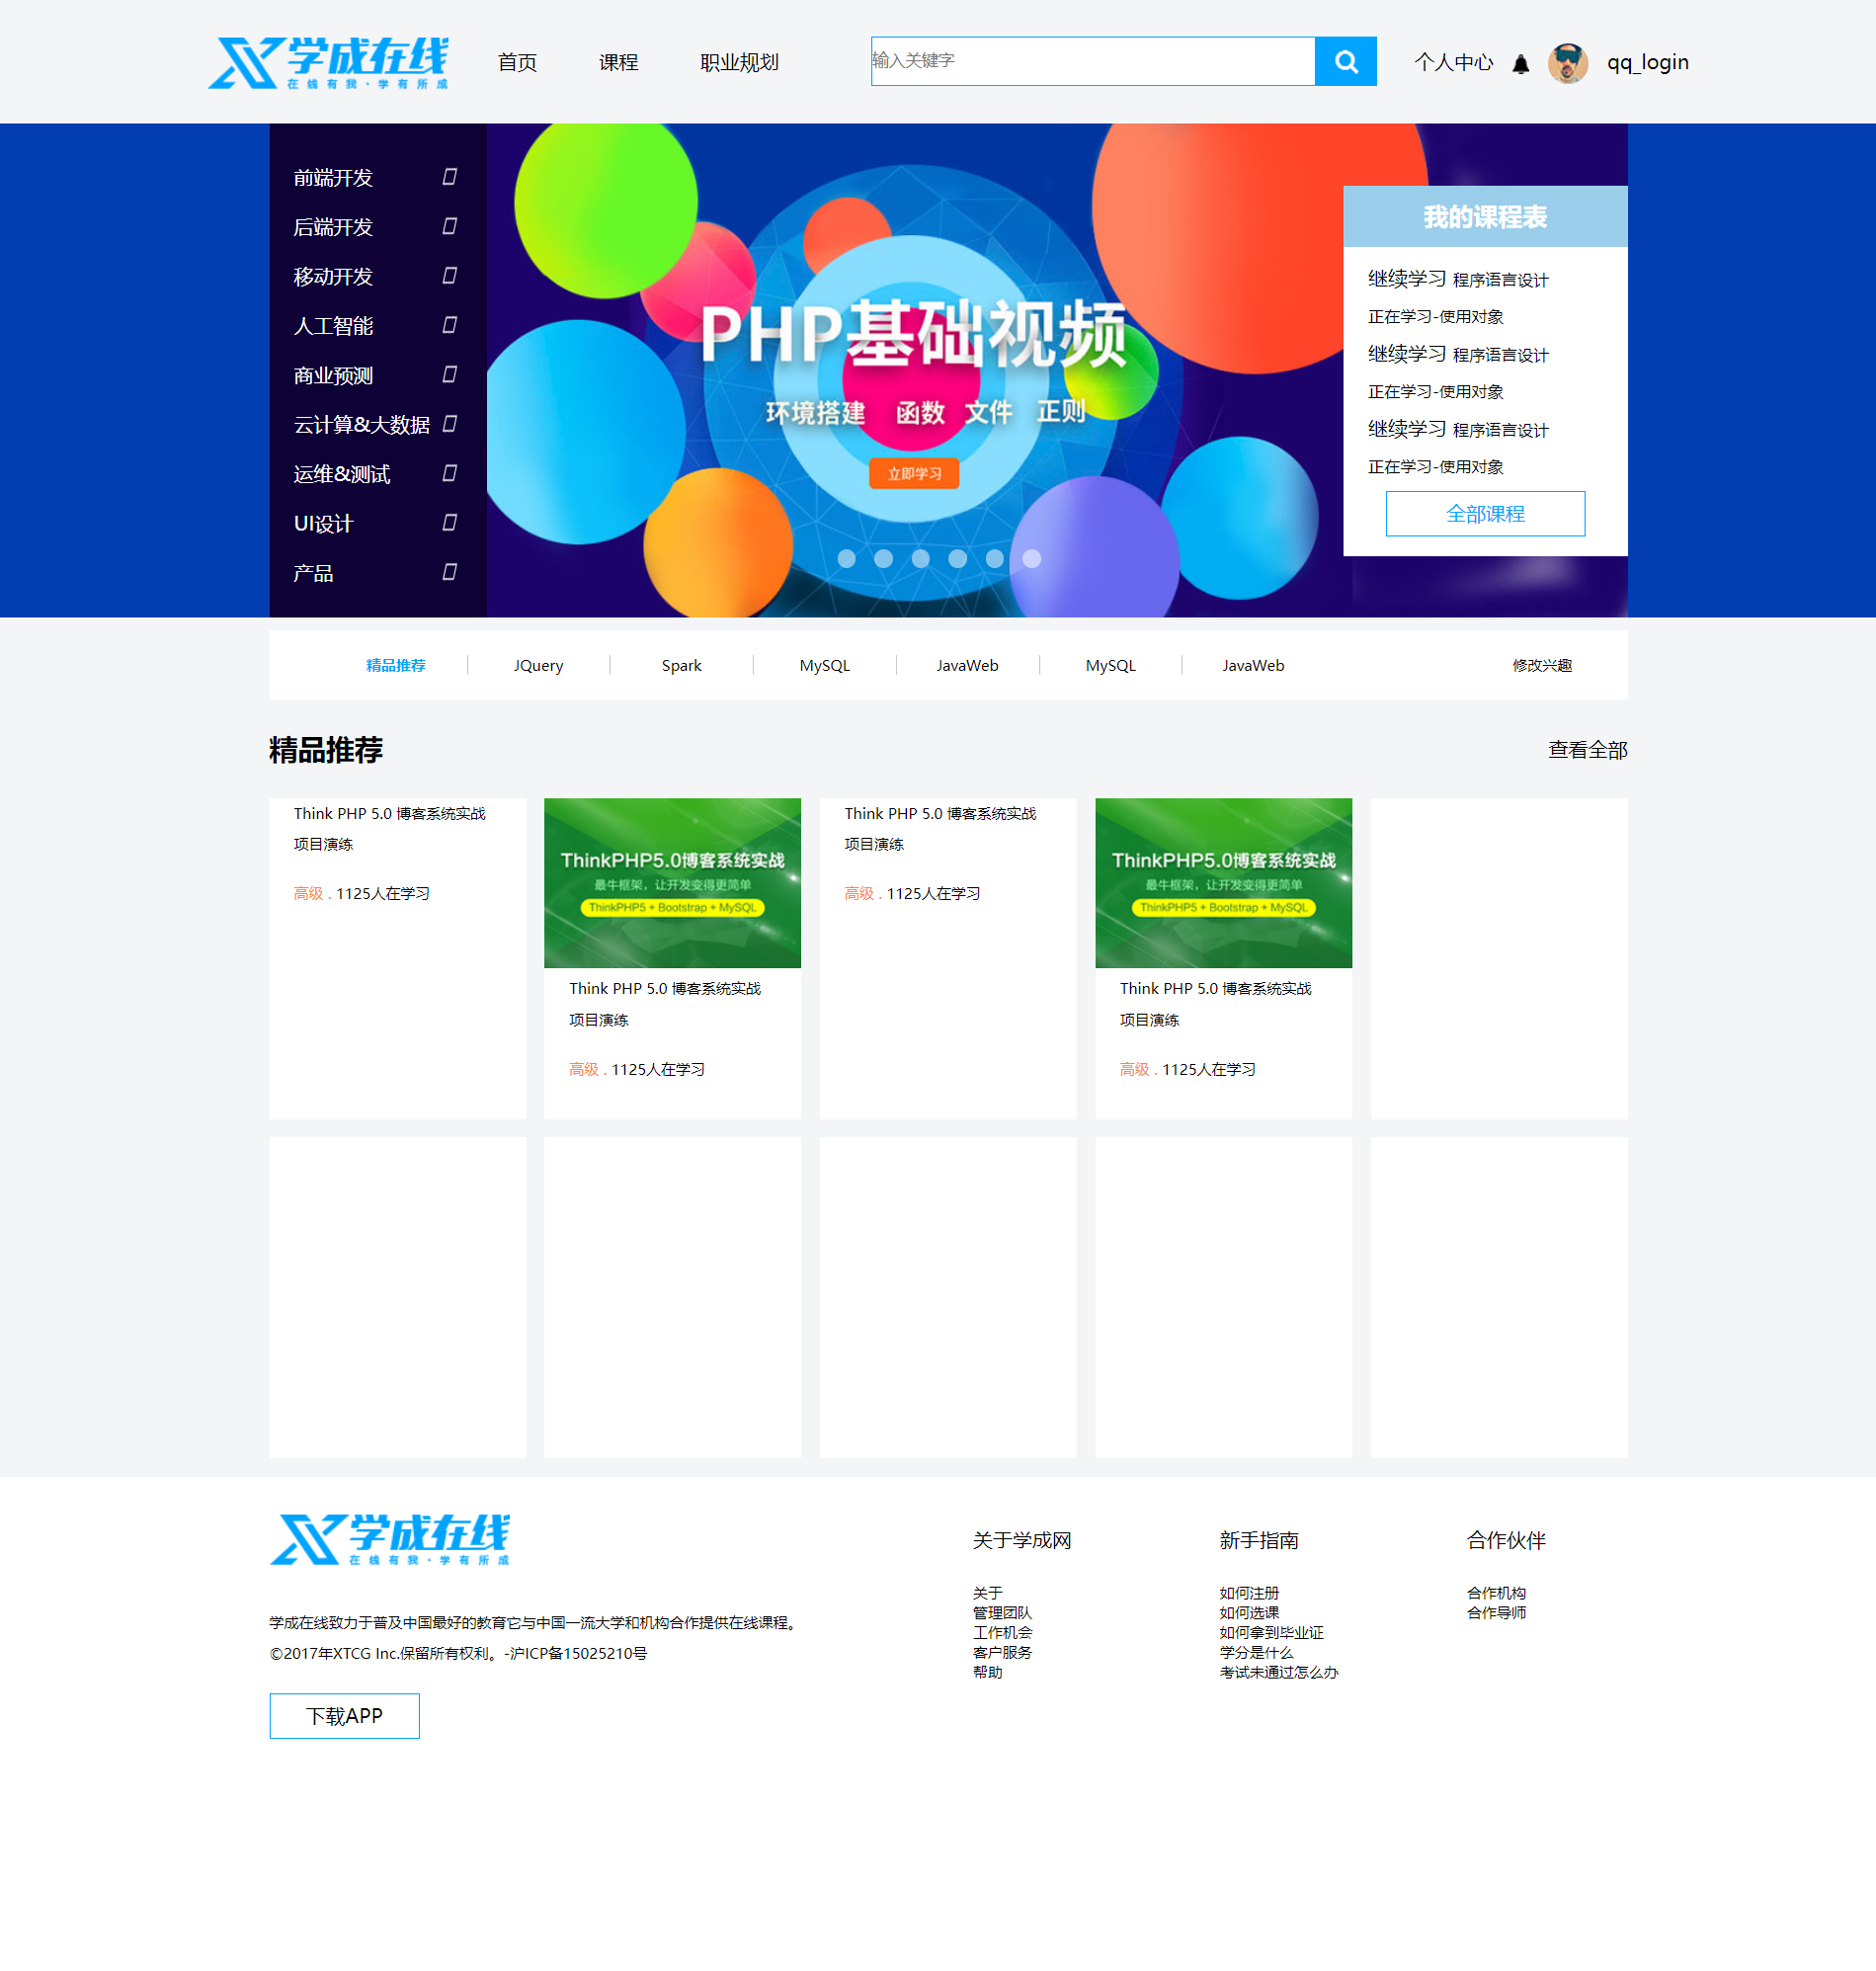 学成在线
在线有我·学有所成
首页 课程 职业规划 输入关键字 个人中心 qq_login
前端开发
后端开发
移动开发
人工智能
商业预测
云计算&大数据
运维&测试
UI设计
产品
PHP基础视频
环境搭建 函数 文件 正则
立即学习
我的课程表
继续学习 程序语言设计
正在学习-使用对象
继续学习 程序语言设计
正在学习-使用对象
继续学习 程序语言设计
正在学习-使用对象
全部课程
精品推荐 JQuery Spark MySQL JavaWeb MySQL JavaWeb 修改兴趣
精品推荐 查看全部
Think PHP 5.0 博客系统实战
项目演练
高级 . 1125人在学习
ThinkPHP5.0博客系统实战
最牛框架，让开发变得更简单
ThinkPHP5 + Bootstrap + MySQL
Think PHP 5.0 博客系统实战
项目演练
高级 . 1125人在学习
Think PHP 5.0 博客系统实战
项目演练
高级 . 1125人在学习
ThinkPHP5.0博客系统实战
最牛框架，让开发变得更简单
ThinkPHP5 + Bootstrap + MySQL
Think PHP 5.0 博客系统实战
项目演练
高级 . 1125人在学习
学成在线
在线有我·学有所成
学成在线致力于普及中国最好的教育它与中国一流大学和机构合作提供在线课程。
©2017年XTCG Inc.保留所有权利。-沪ICP备15025210号
下载APP
关于学成网
关于
管理团队
工作机会
客户服务
帮助
新手指南
如何注册
如何选课
如何拿到毕业证
学分是什么
考试未通过怎么办
合作伙伴
合作机构
合作导师